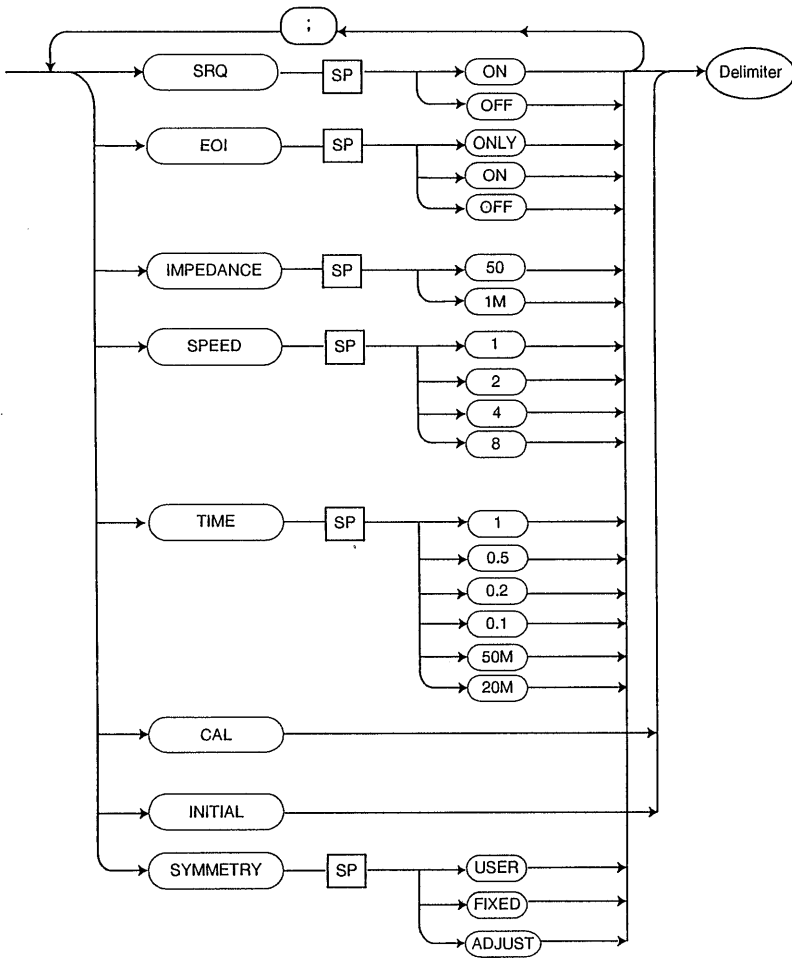 ;
SRQ SP ON Delimiter
OFF
EOI SP ONLY
ON
OFF
IMPEDANCE SP 50
1M
SPEED SP 1
2
4
8
TIME SP 1
0.5
0.2
0.1
50M
20M
CAL
INITIAL
SYMMETRY SP USER
FIXED
ADJUST